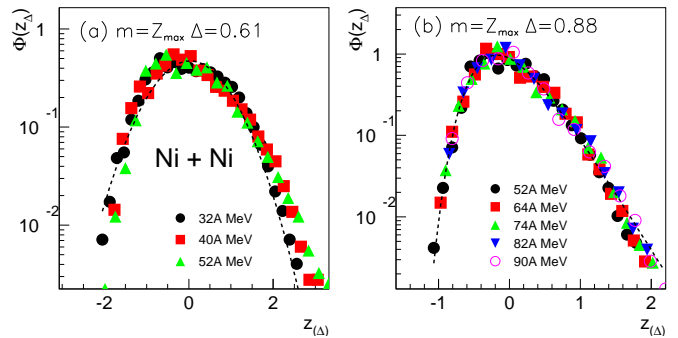 (a) m=Z_max Δ=0.61
Φ(z_Δ)
1
10^-1
10^-2
Ni + Ni
32A MeV
40A MeV
52A MeV
-2 0 2
z_(Δ)
(b) m=Z_max Δ=0.88
Φ(z_Δ)
1
10^-1
10^-2
52A MeV
64A MeV
74A MeV
82A MeV
90A MeV
-1 0 1 2
z_(Δ)